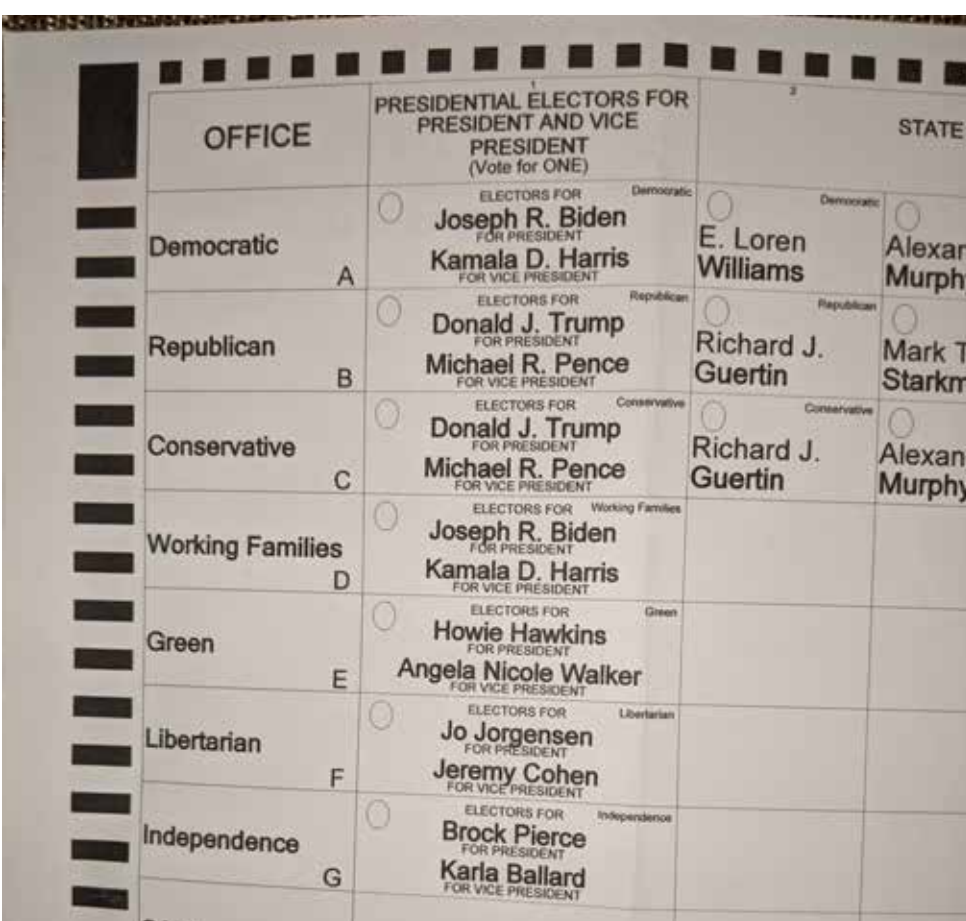 1
PRESIDENTIAL ELECTORS FOR
PRESIDENT AND VICE
PRESIDENT
(Vote for ONE)
OFFICE
STATE
ELECTORS FOR Democratic
Joseph R. Biden
FOR PRESIDENT
Kamala D. Harris
FOR VICE PRESIDENT
Democratic
A
Democratic
E. Loren
Williams
Alexan
Murphy
ELECTORS FOR Republican
Donald J. Trump
FOR PRESIDENT
Michael R. Pence
FOR VICE PRESIDENT
Republican
B
Republican
Richard J.
Guertin
Mark T
Starkm
ELECTORS FOR Conservative
Donald J. Trump
FOR PRESIDENT
Michael R. Pence
FOR VICE PRESIDENT
Conservative
C
Conservative
Richard J.
Guertin
Alexan
Murphy
ELECTORS FOR Working Families
Joseph R. Biden
FOR PRESIDENT
Kamala D. Harris
FOR VICE PRESIDENT
Working Families
D
ELECTORS FOR Green
Howie Hawkins
FOR PRESIDENT
Angela Nicole Walker
FOR VICE PRESIDENT
Green
E
ELECTORS FOR Libertarian
Jo Jorgensen
FOR PRESIDENT
Jeremy Cohen
FOR VICE PRESIDENT
Libertarian
F
ELECTORS FOR Independence
Brock Pierce
FOR PRESIDENT
Karla Ballard
FOR VICE PRESIDENT
Independence
G